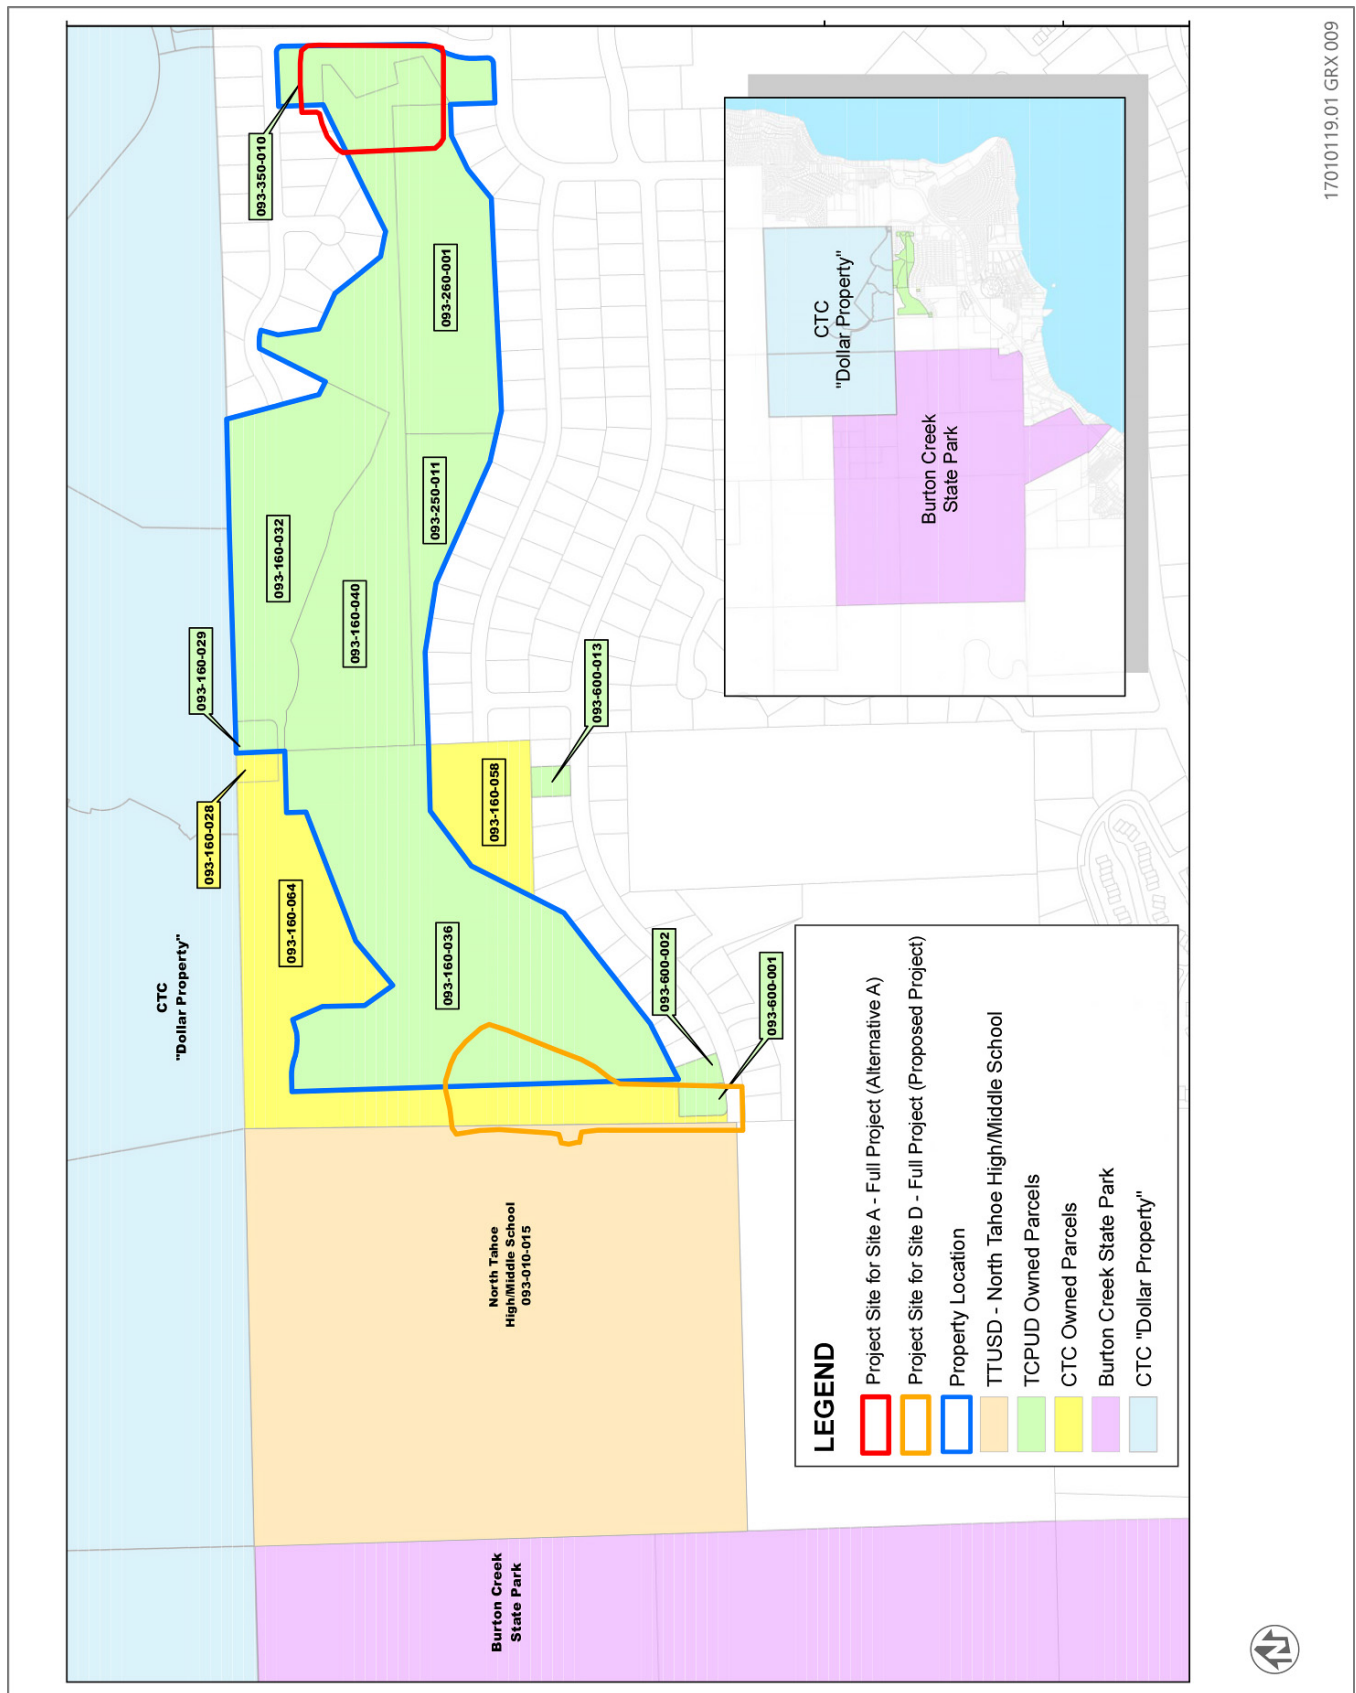 17010119.01 GRX 009
093-350-010
093-260-001
093-250-011
093-160-032
093-160-040
093-160-029
093-160-028
093-600-013
093-160-058
093-160-064
093-160-036
093-600-002
093-600-001
CTC
"Dollar Property"
North Tahoe
High/Middle School
093-010-015
Burton Creek
State Park
CTC
"Dollar Property"
Burton Creek
State Park
LEGEND
Project Site for Site A - Full Project (Alternative A)
Project Site for Site D - Full Project (Proposed Project)
Property Location
TTUSD - North Tahoe High/Middle School
TCPUD Owned Parcels
CTC Owned Parcels
Burton Creek State Park
CTC "Dollar Property"
N